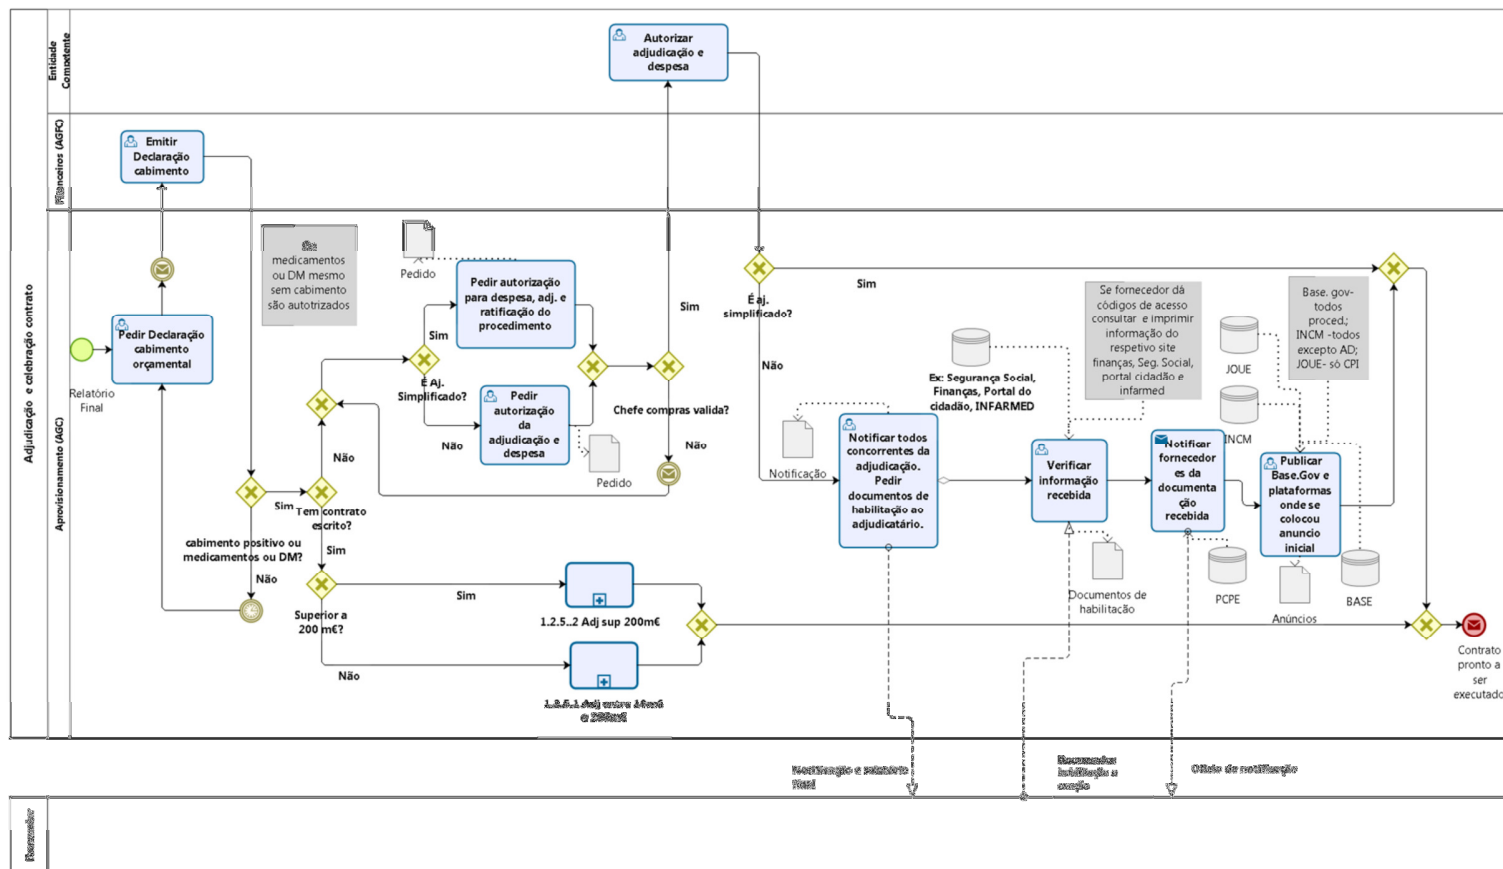 Adjudicação e celebração contrato
Entidade
Competente
Financeiros (AGFC)
Aprovisionamento (AGC)
Autorizar
adjudicação e
despesa
Emitir
Declaração
cabimento
medicamentos
ou DM mesmo
sem cabimento
são autotrizados
Pedido
Pedir autorização
para despesa, adj. e
ratificação do
procedimento
Pedir Declaração
cabimento
orçamental
Relatório
Final
Sim
É AJ.
Simplificado?
Não
Pedir
autorização
da
adjudicação e
despesa
Pedido
Sim
Chefe compras valida?
Não
É aj.
simplificado?
Sim
Não
Se fornecedor dá
códigos de acesso
consultar e imprimir
informação do
respetivo site
finanças, Seg. Social,
portal cidadão e
infarmed
Base. gov-
todos
proced.;
INCM -todos
excepto AD;
JOUE- só CPI
JOUE
INCM
Ex: Segurança Social,
Finanças, Portal do
cidadão, INFARMED
Notificação
Notificar todos
concorrentes da
adjudicação.
Pedir
documentos de
habilitação ao
adjudicatário.
Verificar
informação
recebida
Notificar
fornecedor
es da
documenta
ção
recebida
Publicar
Base.Gov e
plataformas
onde se
colocou
anuncio
inicial
Documentos de
habilitação
PCPE
Anúncios
BASE
Não
Sim
Tem contrato
escrito?
cabimento positivo ou
medicamentos ou DM?
Não
Sim
Superior a
200 m€?
Sim
1.2.5..2 Adj sup 200m€
Não
Contrato
pronto a
ser
executado
Notificação e relatório
final
Oficio de notificação
Fornecedor